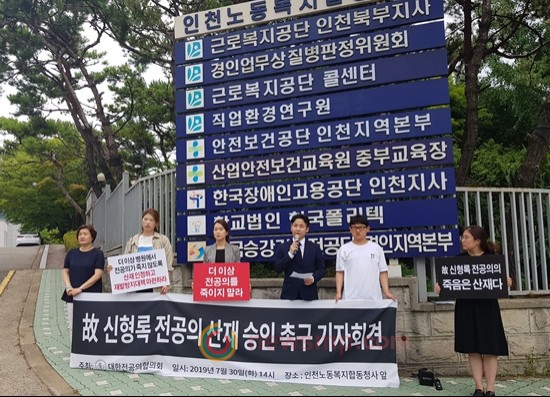 인천노동복지
근로복지공단 인천북부지사
경인업무상질병판정위원회
근로복지공단 콜센터
직업환경연구원
안전보건공단 인천지역본부
산업안전보건교육원 중부교육장
한국장애인고용공단 인천지사
교법인 한국폴리텍
승강기안전공단 경인지역본부
더 이상 병원에서
전공의가 죽지 않도록
산재 인정하고
재발방지대책 마련하라
더 이상
전공의를
죽이지 말라
故 신형록 전공의의
죽음은 산재다
故 신형록 전공의 산재 승인 촉구 기자회견
주최: 대한전공의협의회 일시: 2019년 7월 30일(화) 14시 장소: 인천노동복지합동청사 앞